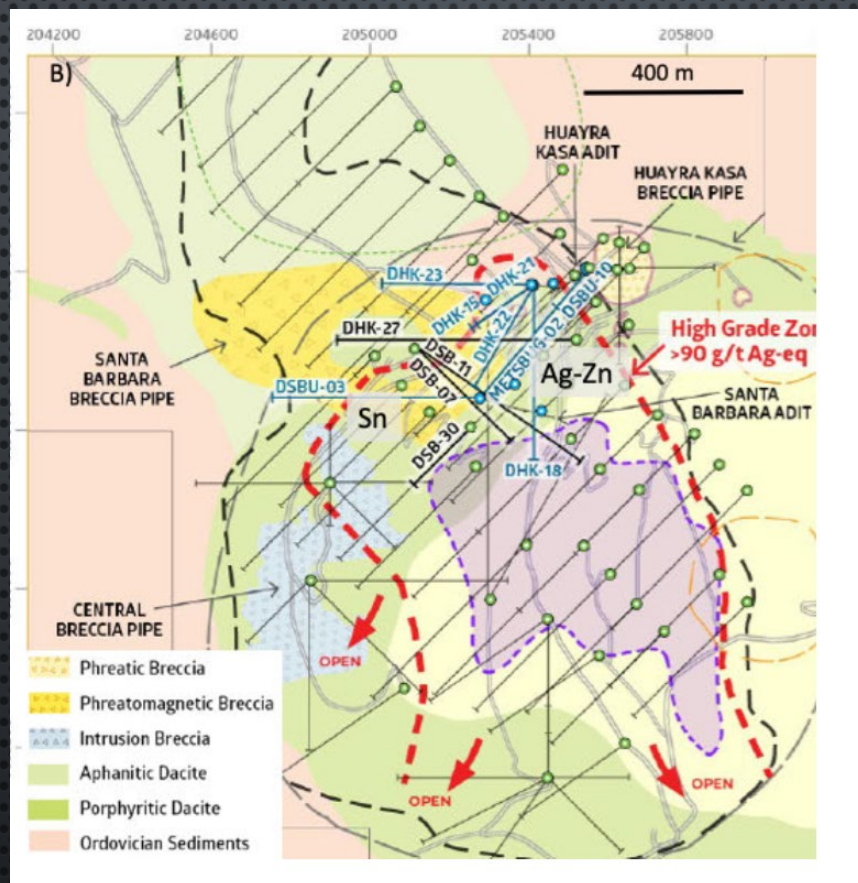 204200 204600 205000 205400 205800
B)
400 m
HUAYRA
KASA ADIT
HUAYRA KASA
BRECCIA PIPE
DHK-23
DHK-21
DHK-15
DHK-22
DSBU-10
METSBUG-02
DHK-27
DSB-11
High Grade Zon
>90 g/t Ag-eq
SANTA
BARBARA
BRECCIA PIPE
DSBU-03
DSB-07
Ag-Zn
SANTA
BARBARA ADIT
Sn
DSB-30
DHK-18
CENTRAL
BRECCIA PIPE
OPEN
OPEN
OPEN
Phreatic Breccia
Phreatomagnetic Breccia
Intrusion Breccia
Aphanitic Dacite
Porphyritic Dacite
Ordovician Sediments